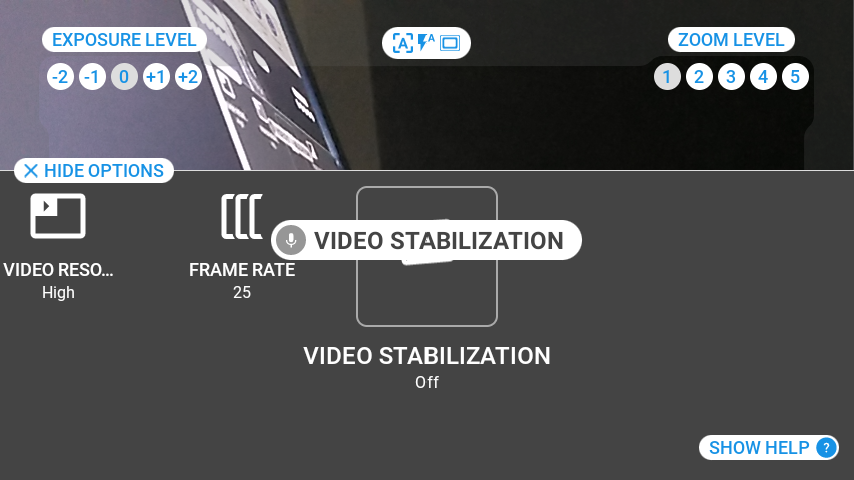 EXPOSURE LEVEL
-2 -1 0 +1 +2
A A
ZOOM LEVEL
1 2 3 4 5
HIDE OPTIONS
VIDEO RESO...
High
FRAME RATE
25
VIDEO STABILIZATION
VIDEO STABILIZATION
Off
SHOW HELP ?